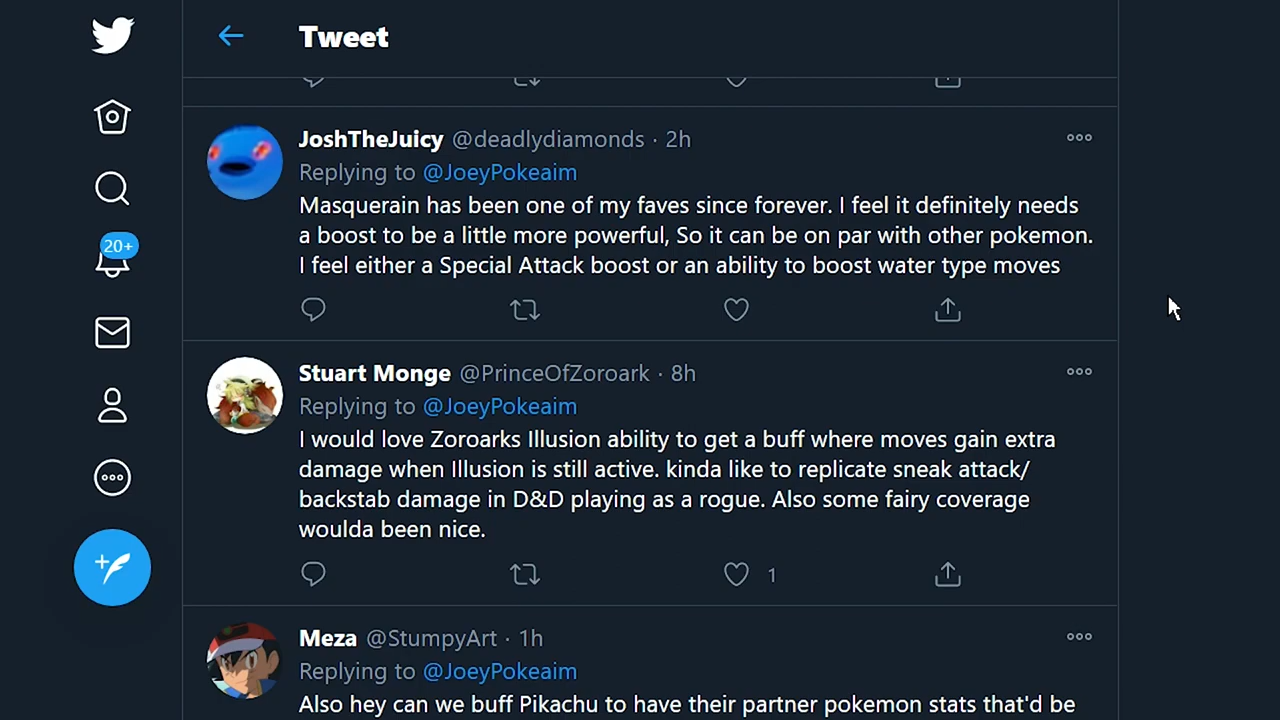 Tweet
JoshTheJuicy @deadlydiamonds · 2h
Replying to @JoeyPokeaim
Masquerain has been one of my faves since forever. I feel it definitely needs
a boost to be a little more powerful, So it can be on par with other pokemon.
I feel either a Special Attack boost or an ability to boost water type moves
20+
Stuart Monge @PrinceOfZoroark · 8h
Replying to @JoeyPokeaim
I would love Zoroarks Illusion ability to get a buff where moves gain extra
damage when Illusion is still active. kinda like to replicate sneak attack/
backstab damage in D&D playing as a rogue. Also some fairy coverage
woulda been nice.
1
Meza @StumpyArt · 1h
Replying to @JoeyPokeaim
Also hey can we buff Pikachu to have their partner pokemon stats that'd be